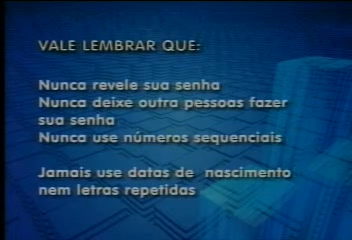 VALE LEMBRAR QUE:
Nunca revele sua senha
Nunca deixe outra pessoas fazer
sua senha
Nunca use números sequenciais
Jamais use datas de nascimento
nem letras repetidas